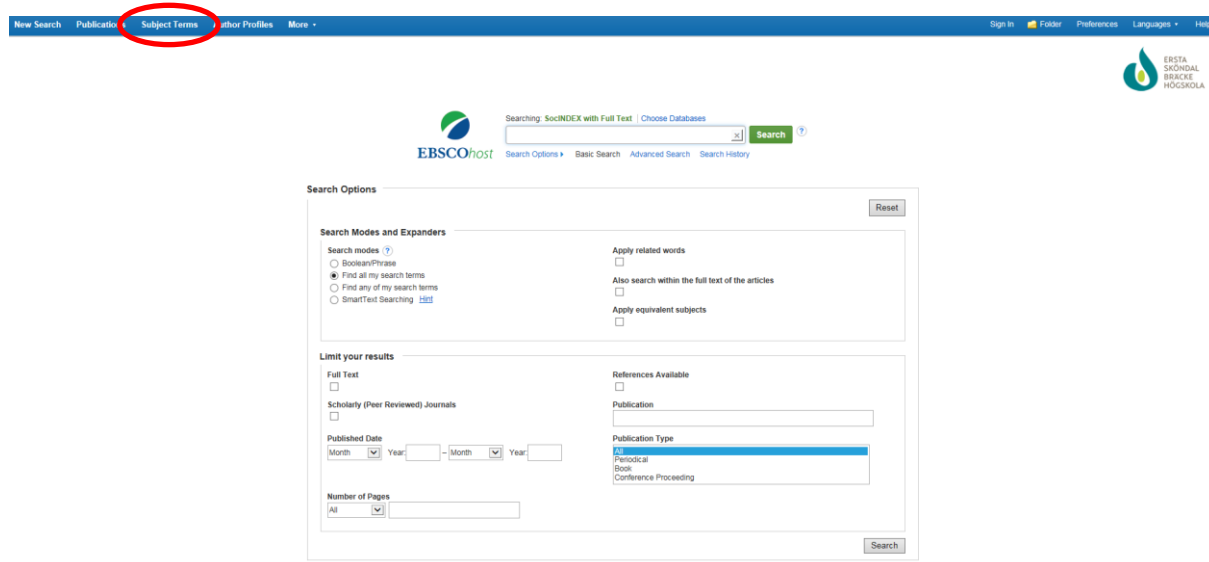 New Search Publications Subject Terms Author Profiles More
Sign In Folder Preferences Languages Help
ERSTA
SKÖNDAL
BRÄCKE
HÖGSKOLA
Searching: SocINDEX with Full Text Choose Databases
Search ?
EBSCOhost
Search Options Basic Search Advanced Search Search History
Search Options
Reset
Search Modes and Expanders
Search modes ?
Boolean/Phrase
Find all my search terms
Find any of my search terms
SmartText Searching Hint
Apply related words
Also search within the full text of the articles
Apply equivalent subjects
Limit your results
Full Text
References Available
Scholarly (Peer Reviewed) Journals
Publication
Published Date
Month Year: – Month Year:
Publication Type
All
Periodical
Book
Conference Proceeding
Number of Pages
All
Search